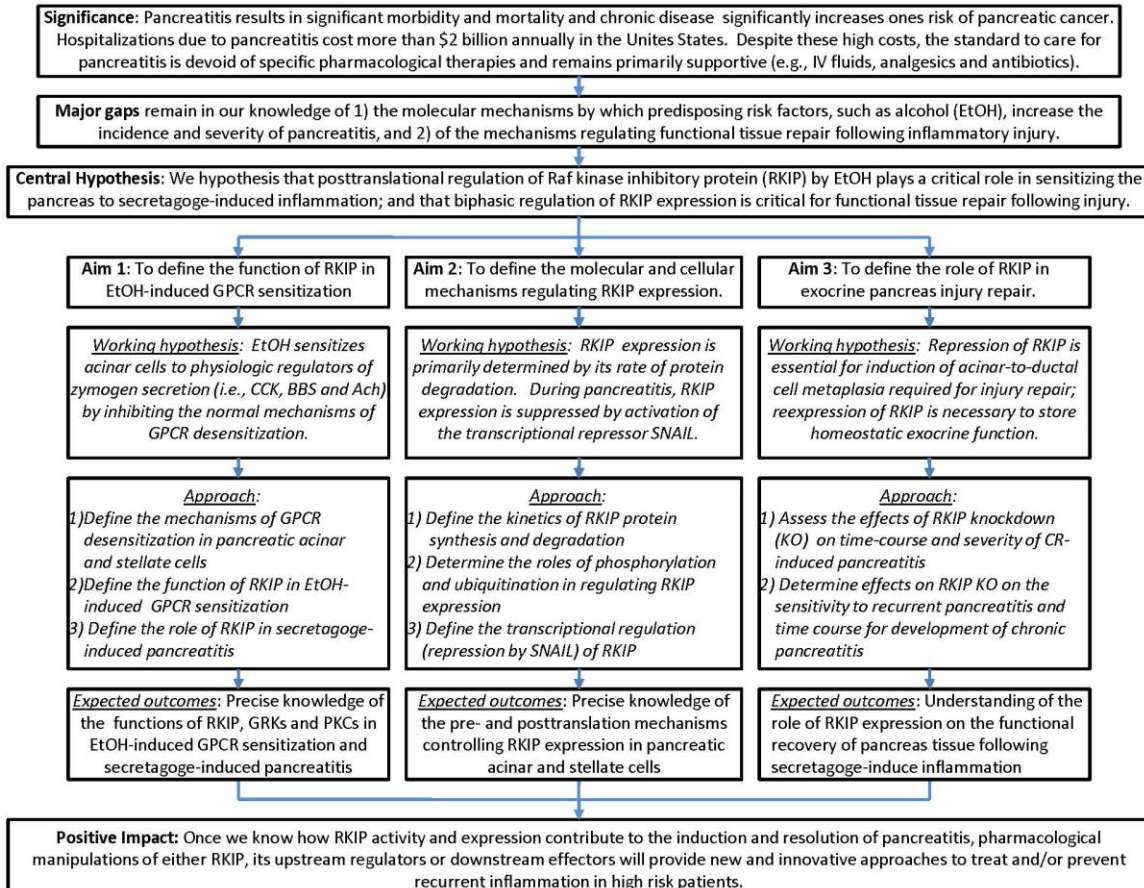 Significance: Pancreatitis results in significant morbidity and mortality and chronic disease significantly increases ones risk of pancreatic cancer.
Hospitalizations due to pancreatitis cost more than $2 billion annually in the Unites States. Despite these high costs, the standard to care for
pancreatitis is devoid of specific pharmacological therapies and remains primarily supportive (e.g., IV fluids, analgesics and antibiotics).
Major gaps remain in our knowledge of 1) the molecular mechanisms by which predisposing risk factors, such as alcohol (EtOH), increase the
incidence and severity of pancreatitis, and 2) of the mechanisms regulating functional tissue repair following inflammatory injury.
Central Hypothesis: We hypothesis that posttranslational regulation of Raf kinase inhibitory protein (RKIP) by EtOH plays a critical role in sensitizing the
pancreas to secretagoge-induced inflammation; and that biphasic regulation of RKIP expression is critical for functional tissue repair following injury.
Aim 1: To define the function of RKIP in
EtOH-induced GPCR sensitization
Working hypothesis: EtOH sensitizes
acinar cells to physiologic regulators of
zymogen secretion (i.e., CCK, BBS and Ach)
by inhibiting the normal mechanisms of
GPCR desensitization.
Approach:
1)Define the mechanisms of GPCR
desensitization in pancreatic acinar
and stellate cells
2)Define the function of RKIP in EtOH-
induced GPCR sensitization
3) Define the role of RKIP in secretagoge-
induced pancreatitis
Expected outcomes: Precise knowledge of
the functions of RKIP, GRKs and PKCs in
EtOH-induced GPCR sensitization and
secretagoge-induced pancreatitis
Aim 2: To define the molecular and cellular
mechanisms regulating RKIP expression.
Working hypothesis: RKIP expression is
primarily determined by its rate of protein
degradation. During pancreatitis, RKIP
expression is suppressed by activation of
the transcriptional repressor SNAIL.
Approach:
1) Define the kinetics of RKIP protein
synthesis and degradation
2) Determine the roles of phosphorylation
and ubiquitination in regulating RKIP
expression
3) Define the transcriptional regulation
(repression by SNAIL) of RKIP
Expected outcomes: Precise knowledge of
the pre- and posttranslation mechanisms
controlling RKIP expression in pancreatic
acinar and stellate cells
Aim 3: To define the role of RKIP in
exocrine pancreas injury repair.
Working hypothesis: Repression of RKIP is
essential for induction of acinar-to-ductal
cell metaplasia required for injury repair;
reexpression of RKIP is necessary to store
homeostatic exocrine function.
Approach:
1) Assess the effects of RKIP knockdown
(KO) on time-course and severity of CR-
induced pancreatitis
2) Determine effects on RKIP KO on the
sensitivity to recurrent pancreatitis and
time course for development of chronic
pancreatitis
Expected outcomes: Understanding of the
role of RKIP expression on the functional
recovery of pancreas tissue following
secretagoge-induce inflammation
Positive Impact: Once we know how RKIP activity and expression contribute to the induction and resolution of pancreatitis, pharmacological
manipulations of either RKIP, its upstream regulators or downstream effectors will provide new and innovative approaches to treat and/or prevent
recurrent inflammation in high risk patients.